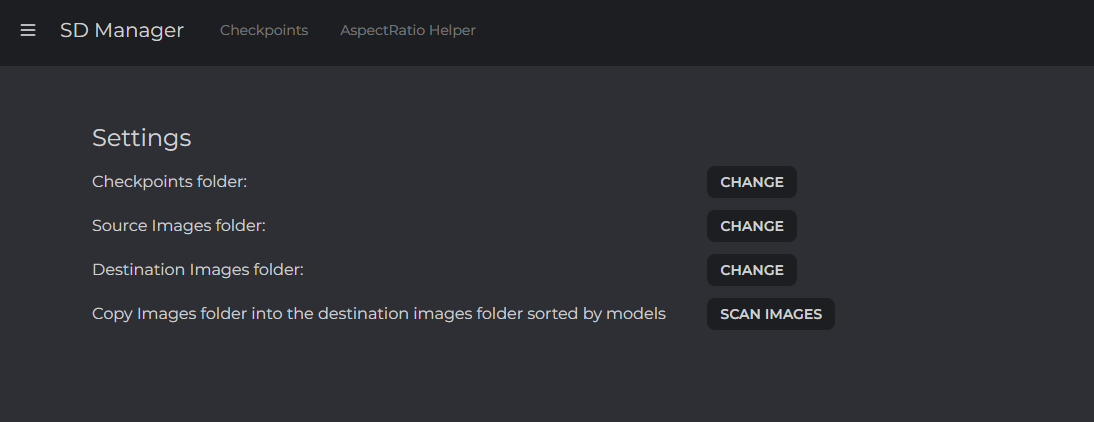 SD Manager Checkpoints AspectRatio Helper
Settings
Checkpoints folder: CHANGE
Source Images folder: CHANGE
Destination Images folder: CHANGE
Copy Images folder into the destination images folder sorted by models SCAN IMAGES